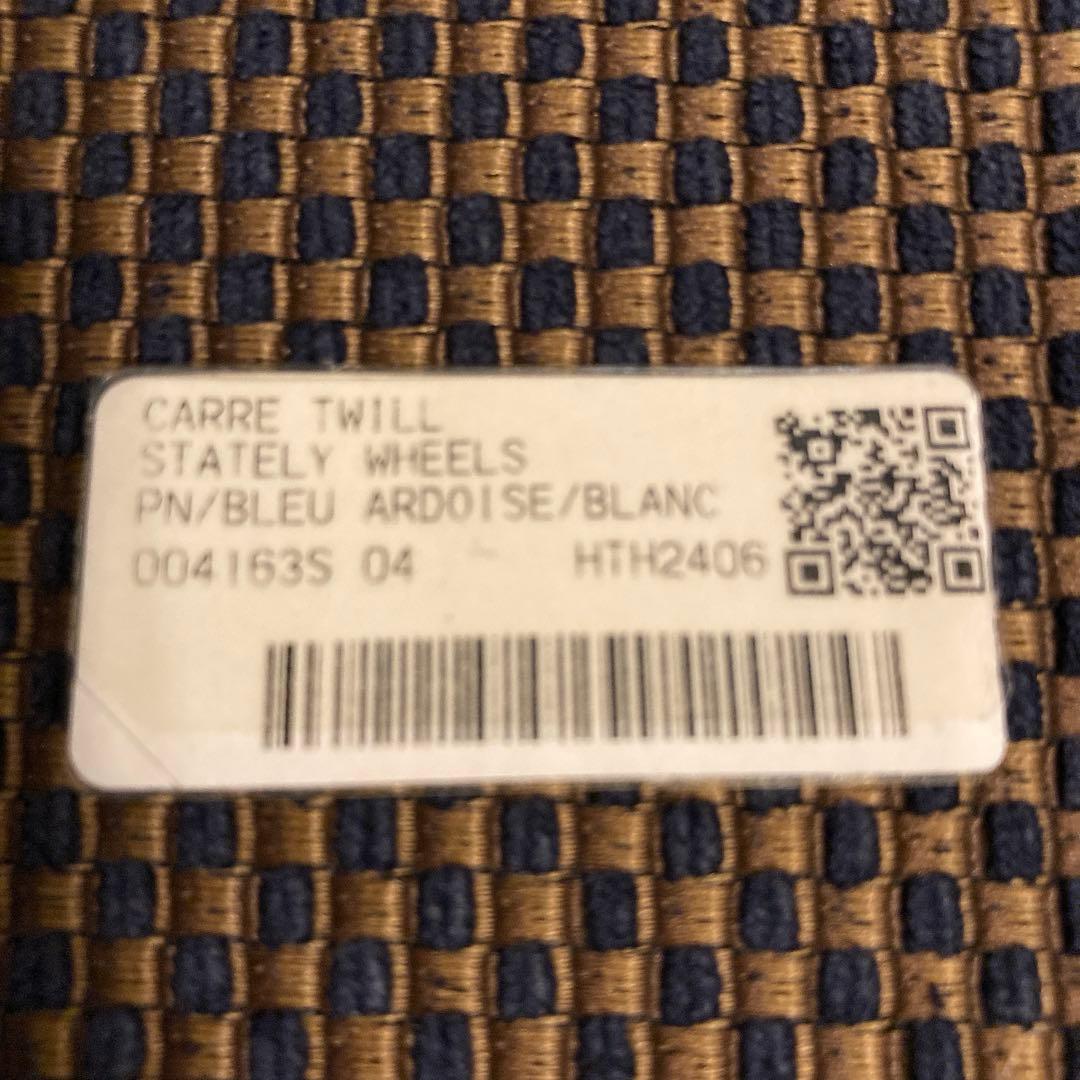 CARRE TWILL
STATELY WHEELS
PN/BLEU ARDOISE/BLANC
004163S 04 HTH2406